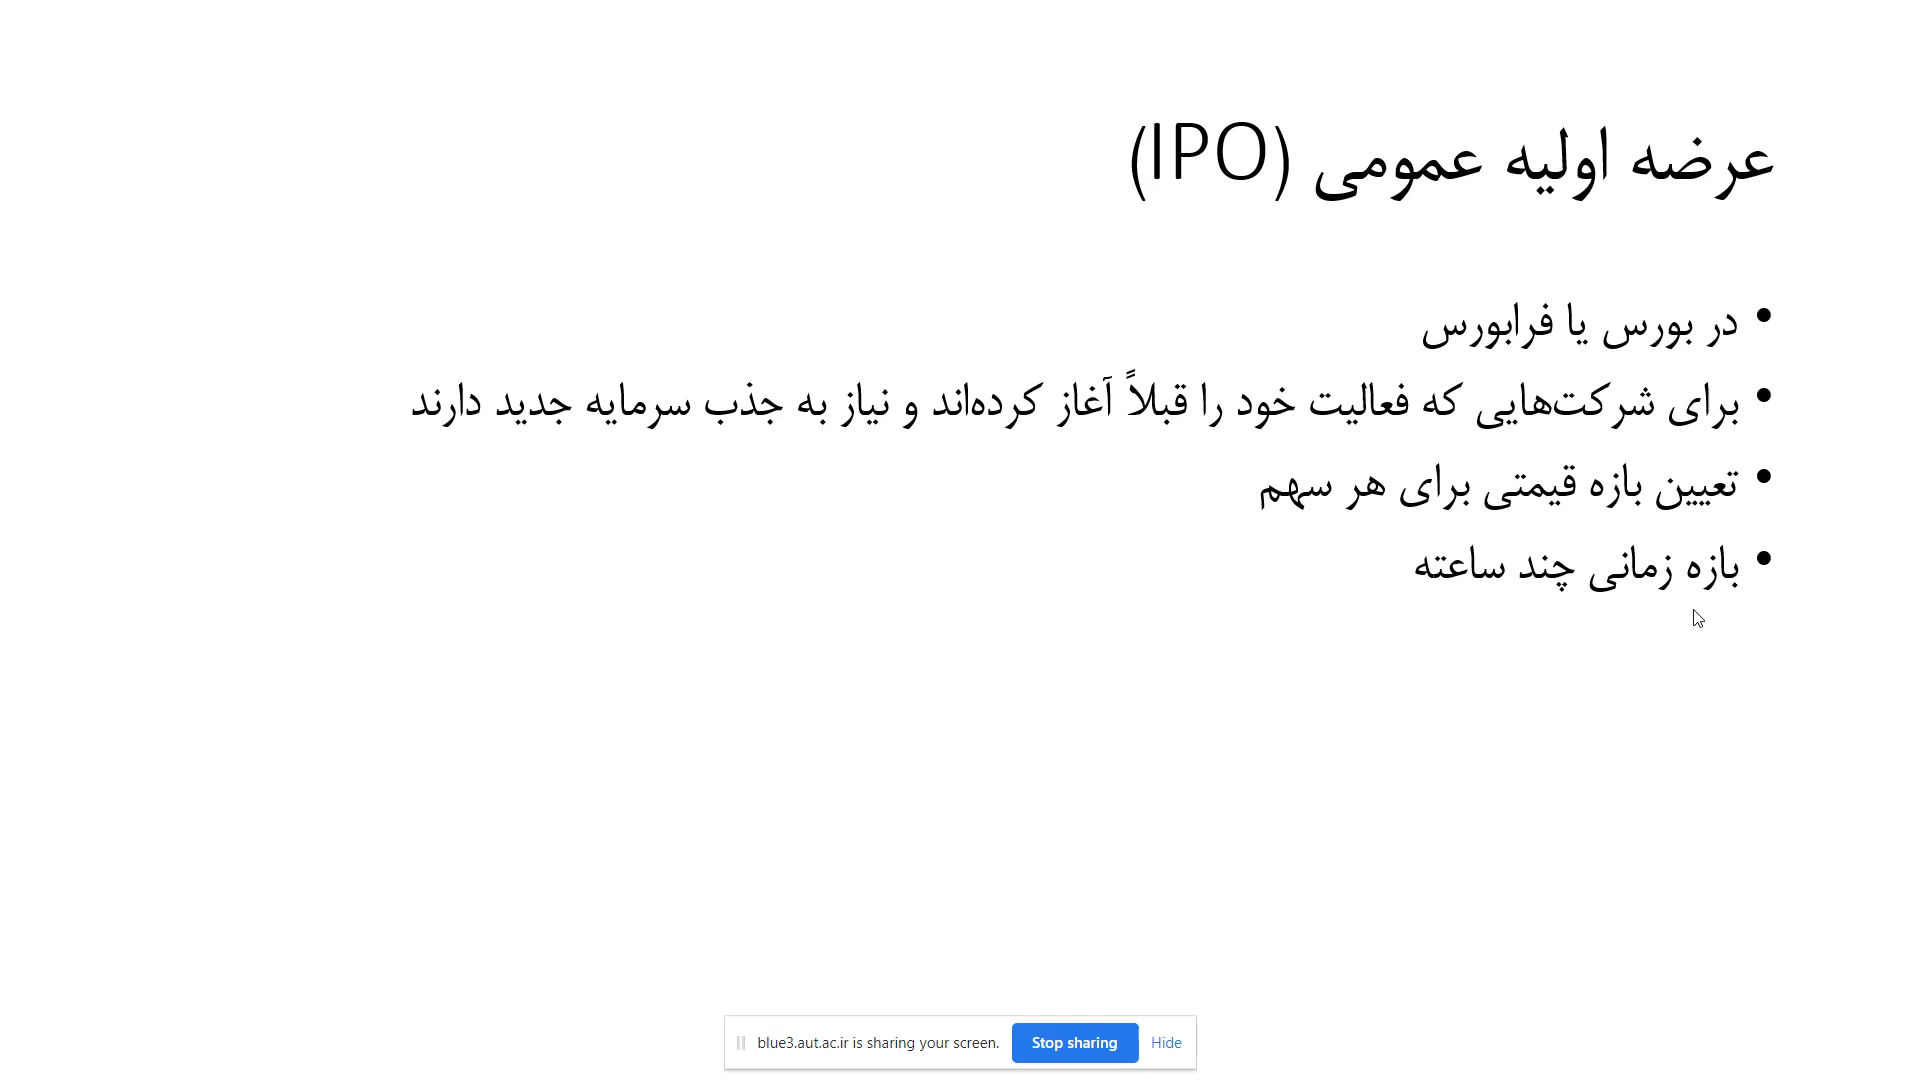 عرضه اولیه عمومی (IPO)
• در بورس یا فرابورس
• برای شرکت‌هایی که فعالیت خود را قبلاً آغاز کرده‌اند و نیاز به جذب سرمایه جدید دارند
• تعیین بازه قیمتی برای هر سهم
• بازه زمانی چند ساعته
blue3.aut.ac.ir is sharing your screen. Stop sharing Hide